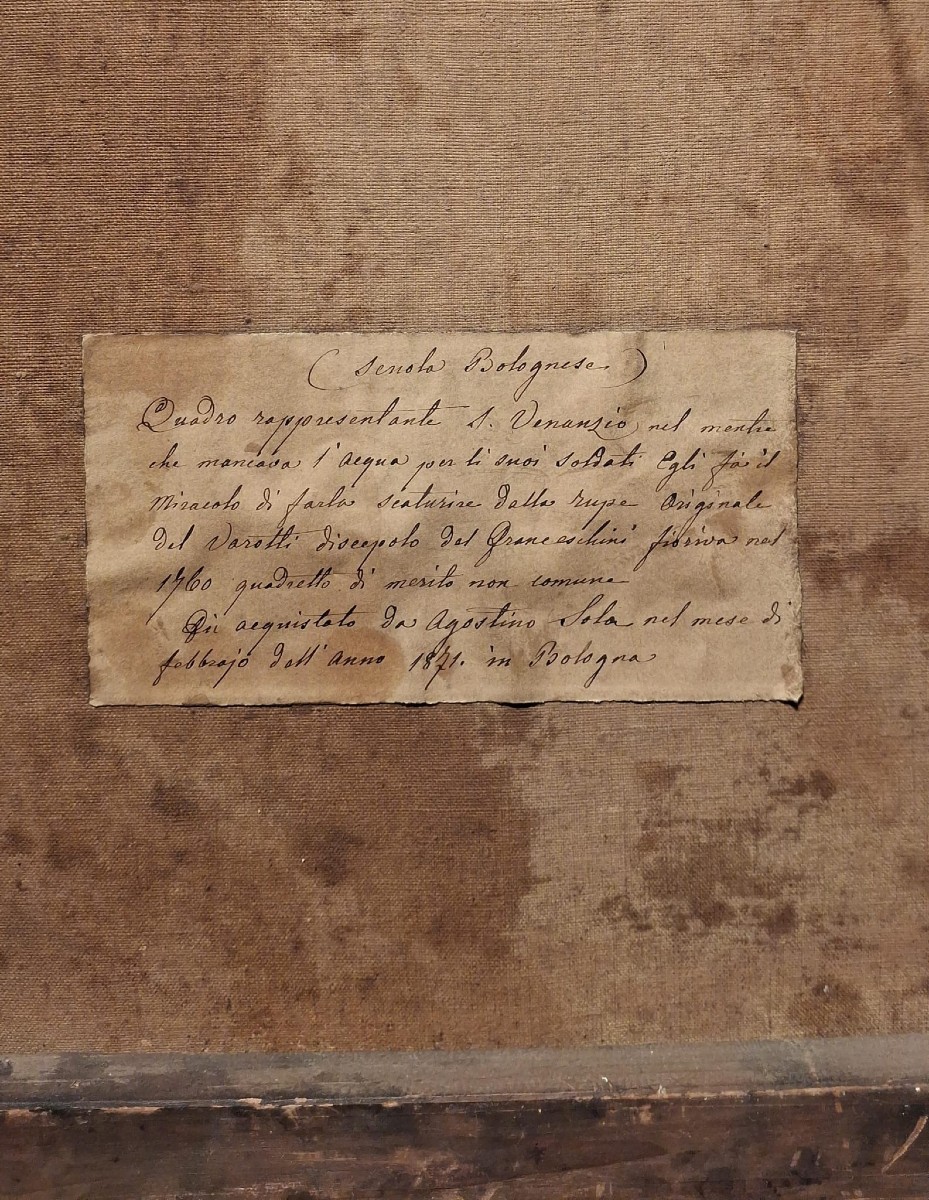 ( Scuola Bolognese )
Quadro rappresentante S. Venanzio nel mentre
che mancava l'acqua per li suoi soldati Egli fà il
Miracolo di farla scaturire dalla rupe Originale
del Varotti discepolo del Franceschini fioriva nel
1760 quadretto di merito non comune
Fù acquistato da Agostino Sola nel mese di
febbrajo dell'anno 1871. in Bologna